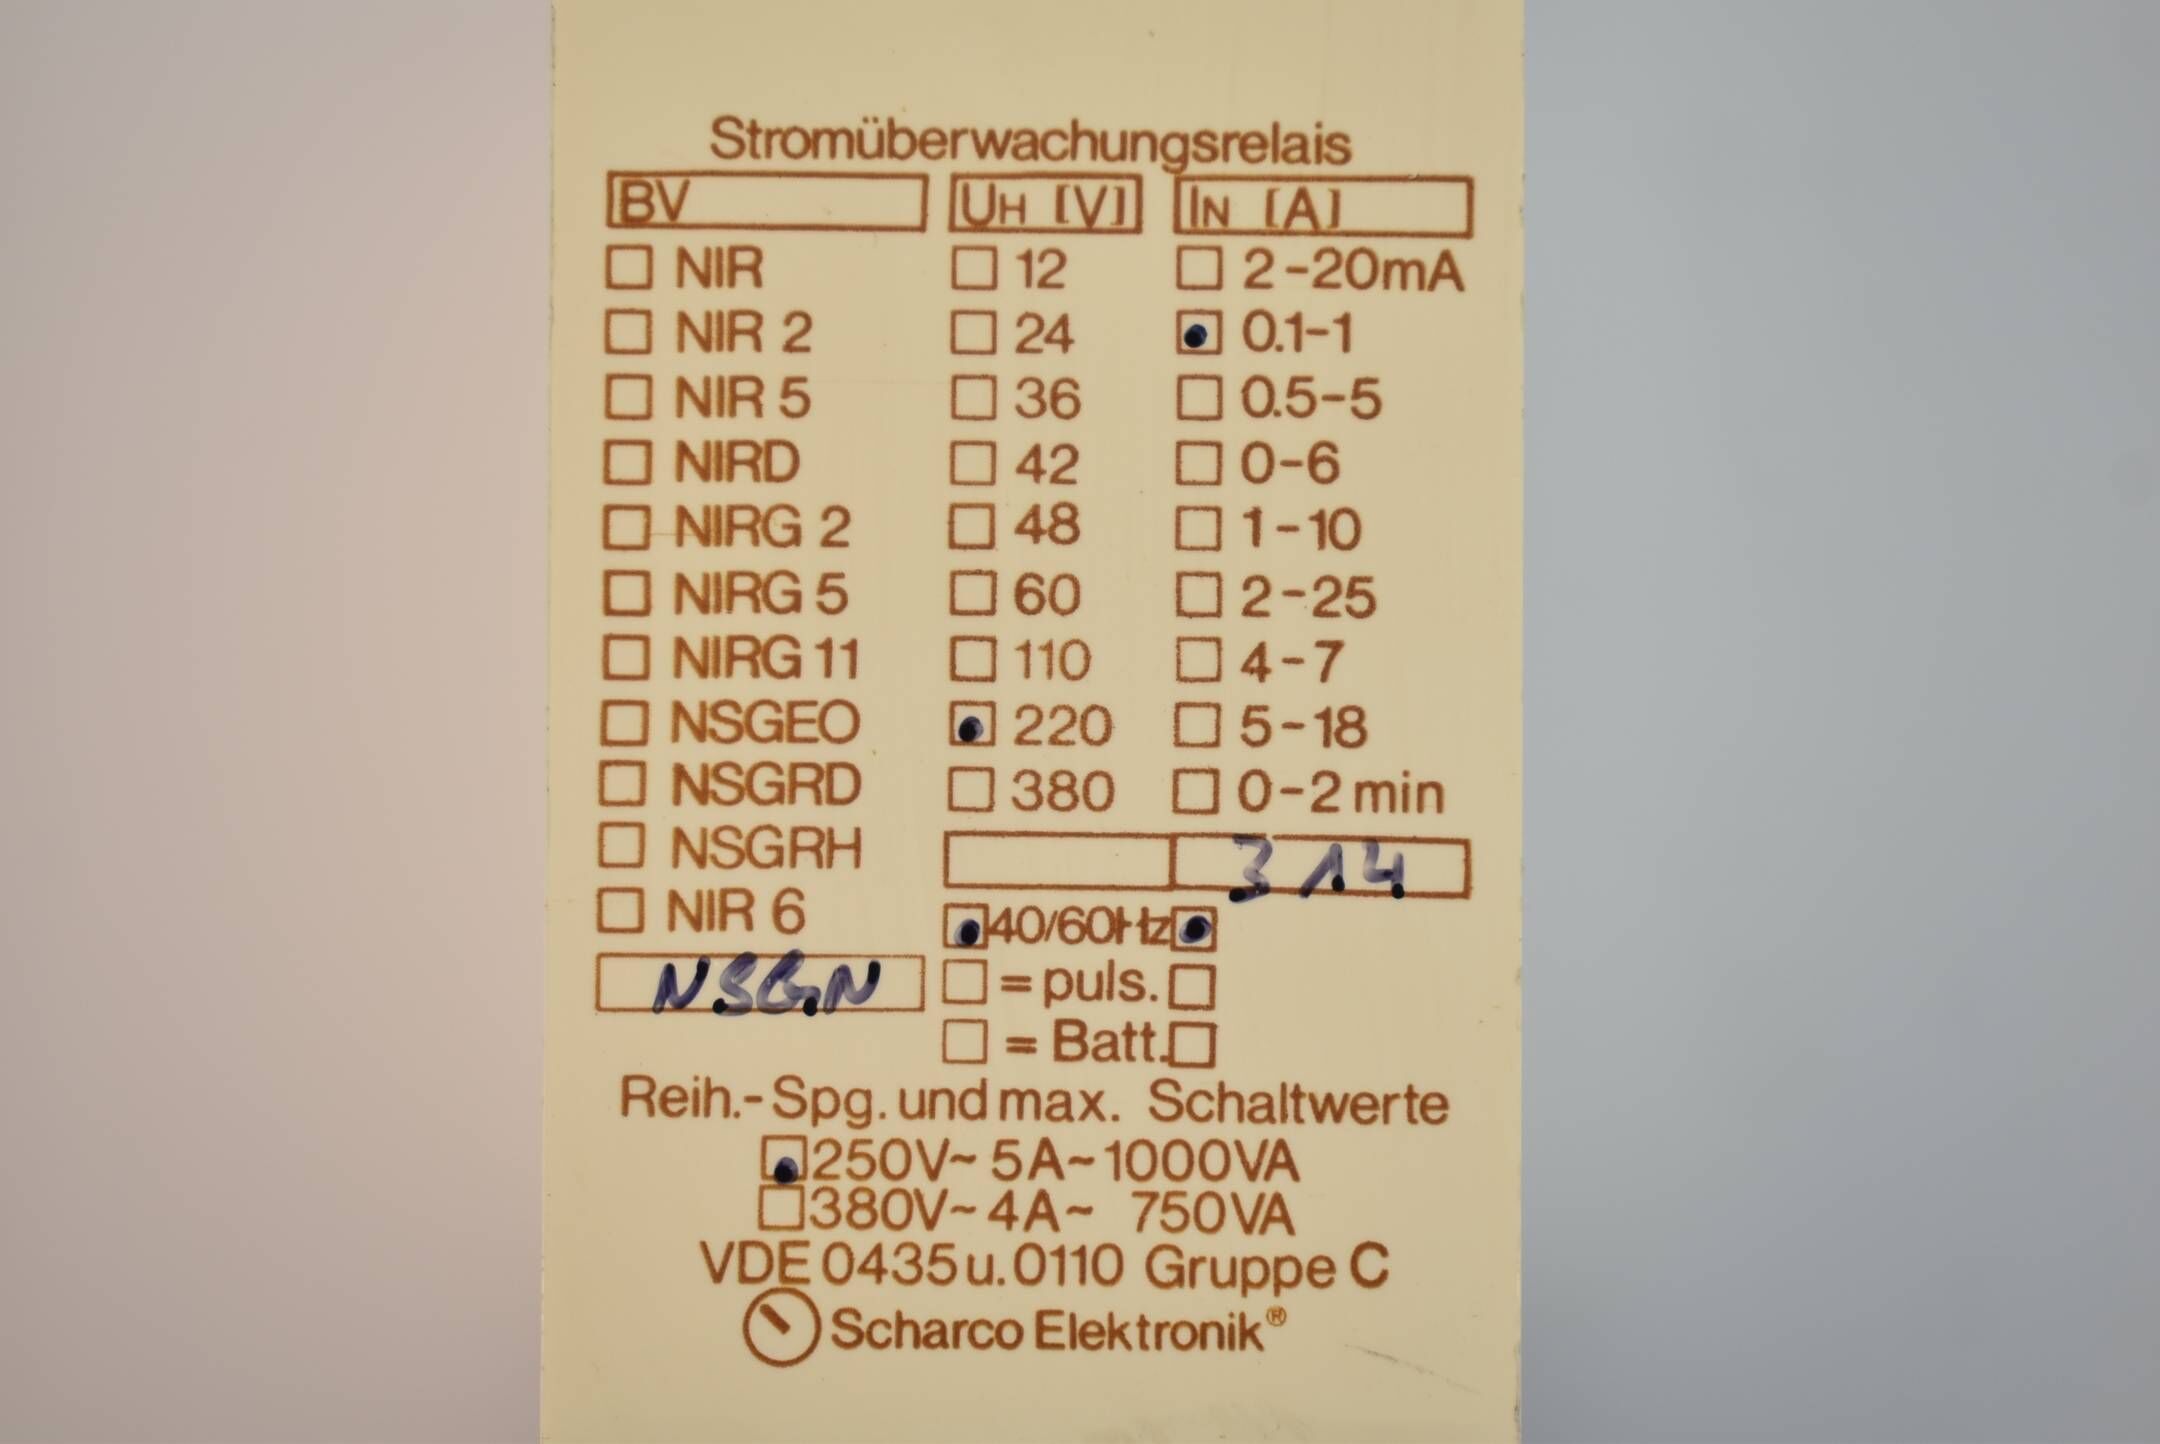 Stromüberwachungsrelais
BV UH [V] IN [A]
NIR 12 2-20mA
NIR 2 24 0.1-1
NIR 5 36 0.5-5
NIRD 42 0-6
NIRG 2 48 1-10
NIRG 5 60 2-25
NIRG 11 110 4-7
NSGEO 220 5-18
NSGRD 380 0-2 min
NSGRH 314
NIR 6 40/60Hz
NSGN =puls.
= Batt.
Reih.-Spg. und max. Schaltwerte
250V~ 5A~ 1000VA
380V~ 4A~ 750VA
VDE 0435 u. 0110 Gruppe C
Scharco Elektronik®